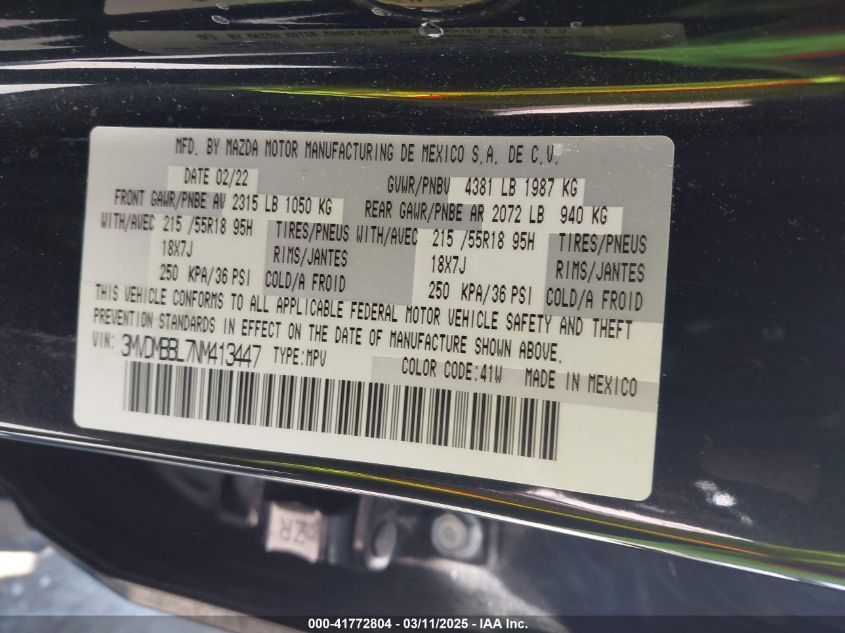 MFD. BY MAZDA MOTOR MANUFACTURING DE MEXICO S.A. DE C.V.
DATE 02/22 GVWR/PNBV 4381 LB 1987 KG
FRONT GAWR/PNBE AV 2315 LB 1050 KG REAR GAWR/PNBE AR 2072 LB 940 KG
WITH/AVEC 215 /55R18 95H TIRES/PNEUS WITH/AVEC 215 /55R18 95H TIRES/PNEUS
18X7J RIMS/JANTES 18X7J RIMS/JANTES
250 KPA/36 PSI COLD/A FROID 250 KPA/36 PSI COLD/A FROID
THIS VEHICLE CONFORMS TO ALL APPLICABLE FEDERAL MOTOR VEHICLE SAFETY AND THEFT
PREVENTION STANDARDS IN EFFECT ON THE DATE OF MANUFACTURE SHOWN ABOVE.
VIN: 3MVDMBBL7NM413447 TYPE:MPV COLOR CODE:41W MADE IN MEXICO
000-41772804 - 03/11/2025 - IAA Inc.